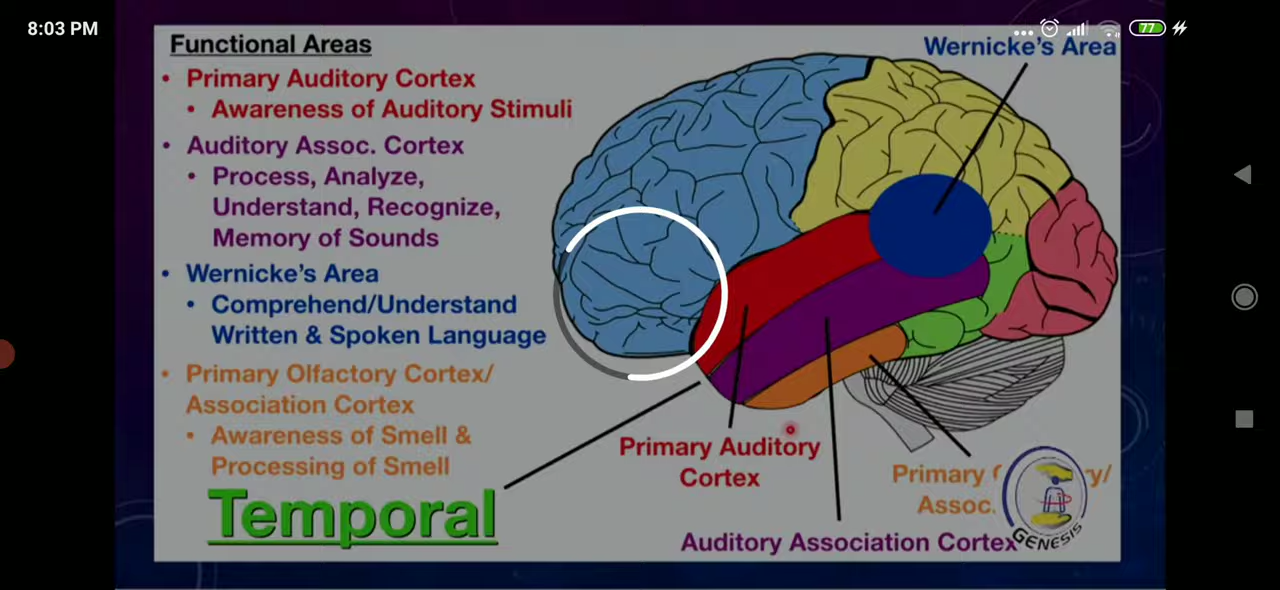 8:03 PM
77
Functional Areas
• Primary Auditory Cortex
• Awareness of Auditory Stimuli
• Auditory Assoc. Cortex
• Process, Analyze,
Understand, Recognize,
Memory of Sounds
• Wernicke's Area
• Comprehend/Understand
Written & Spoken Language
• Primary Olfactory Cortex/
Association Cortex
• Awareness of Smell &
Processing of Smell
Temporal
Wernicke's Area
Primary Auditory
Cortex
Primary
Assoc.
Auditory Association Cortex
GENESIS